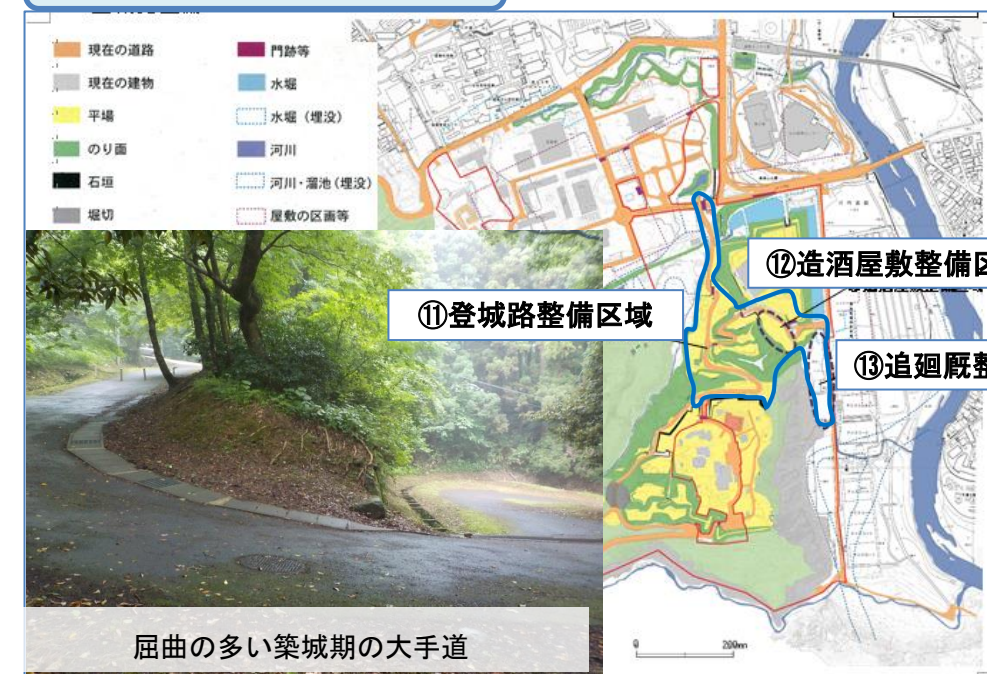 現在の道路
門跡等
現在の建物
水堀
平場
水堀（埋没）
のり面
河川
石垣
河川・溜池（埋没）
堀切
屋敷の区画等
⑫造酒屋敷整備区
⑪登城路整備区域
⑬追廻厩整
屈曲の多い築城期の大手道
0 200m